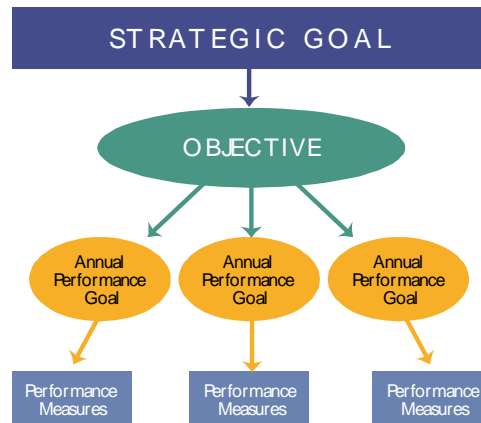 STRATEGIC GOAL
OBJECTIVE
Annual
Performance
Goal
Annual
Performance
Goal
Annual
Performance
Goal
Performance
Measures
Performance
Measures
Performance
Measures